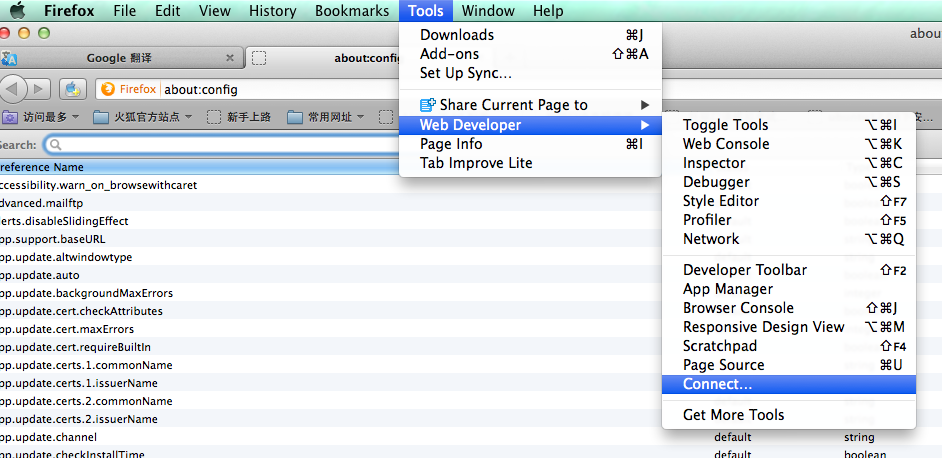 Firefox File Edit View History Bookmarks Tools Window Help
about:
Google 翻译 about:config
Firefox about:config
访问最多 火狐官方站点 新手上路 常用网址
Search:
reference Name
ccessibility.warn_on_browsewithcaret
dvanced.mailftp
lerts.disableSlidingEffect
pp.support.baseURL
pp.update.altwindowtype
pp.update.auto
pp.update.backgroundMaxErrors
pp.update.cert.checkAttributes
pp.update.cert.maxErrors
pp.update.cert.requireBuiltIn
pp.update.certs.1.commonName
pp.update.certs.1.issuerName
pp.update.certs.2.commonName
pp.update.certs.2.issuerName
pp.update.channel default string
pp.update.checkInstallTime default boolean
Downloads ⌘J
Add-ons ⇧⌘A
Set Up Sync...
Share Current Page to
Web Developer
Page Info ⌘I
Tab Improve Lite
Toggle Tools ⌥⌘I
Web Console ⌥⌘K
Inspector ⌥⌘C
Debugger ⌥⌘S
Style Editor ⇧F7
Profiler ⇧F5
Network ⌥⌘Q
Developer Toolbar ⇧F2
App Manager
Browser Console ⇧⌘J
Responsive Design View ⌥⌘M
Scratchpad ⇧F4
Page Source ⌘U
Connect...
Get More Tools